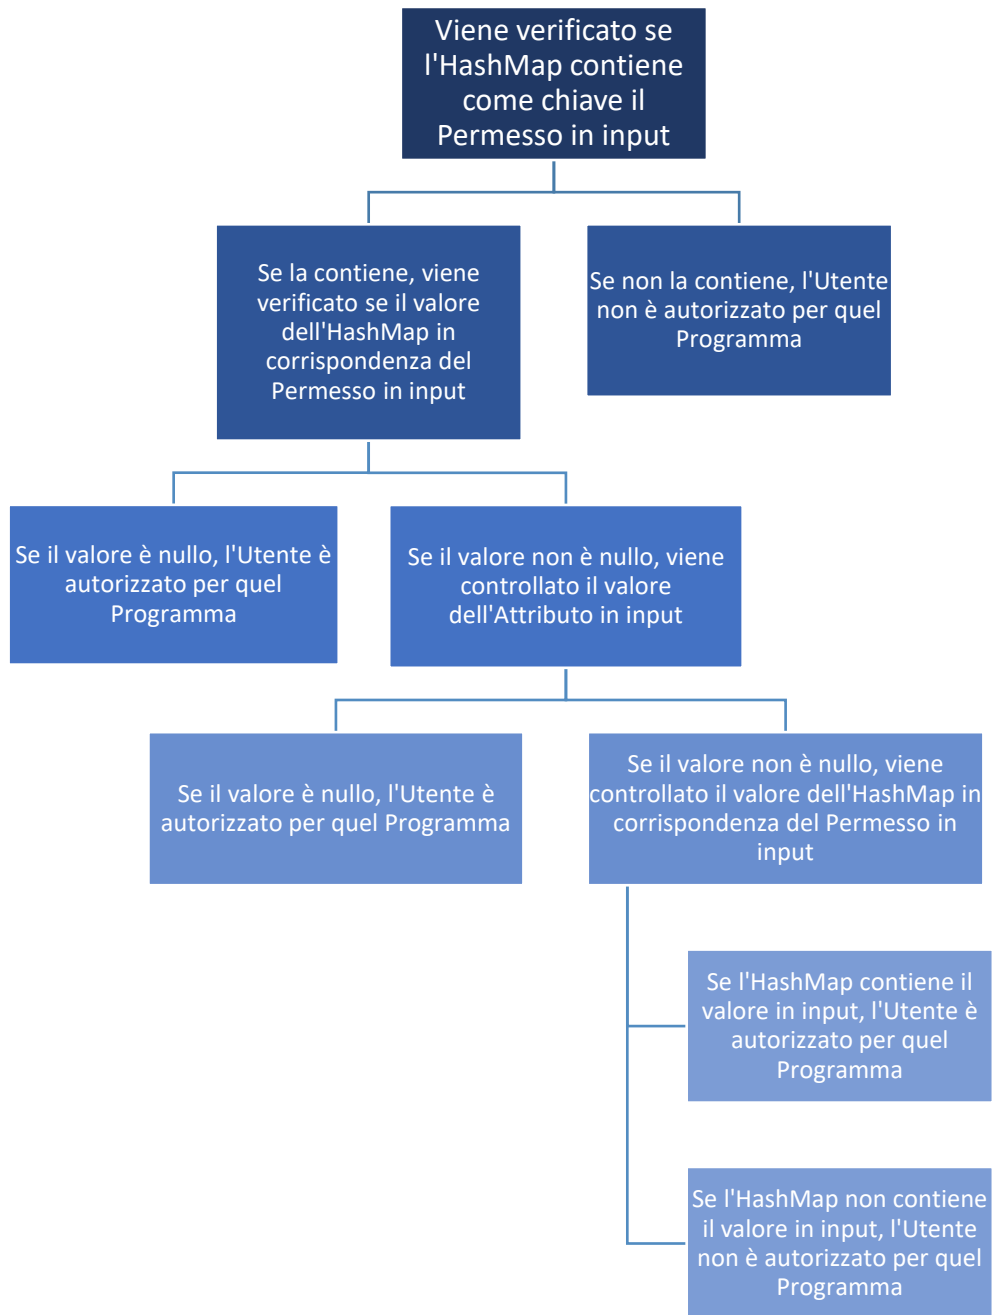 Viene verificato se
l'HashMap contiene
come chiave il
Permesso in input
Se la contiene, viene
verificato se il valore
dell'HashMap in
corrispondenza del
Permesso in input
Se non la contiene, l'Utente
non è autorizzato per quel
Programma
Se il valore è nullo, l'Utente è
autorizzato per quel
Programma
Se il valore non è nullo, viene
controllato il valore
dell'Attributo in input
Se il valore è nullo, l'Utente è
autorizzato per quel Programma
Se il valore non è nullo, viene
controllato il valore dell'HashMap in
corrispondenza del Permesso in
input
Se l'HashMap contiene il
valore in input, l'Utente è
autorizzato per quel
Programma
Se l'HashMap non contiene
il valore in input, l'Utente
non è autorizzato per quel
Programma